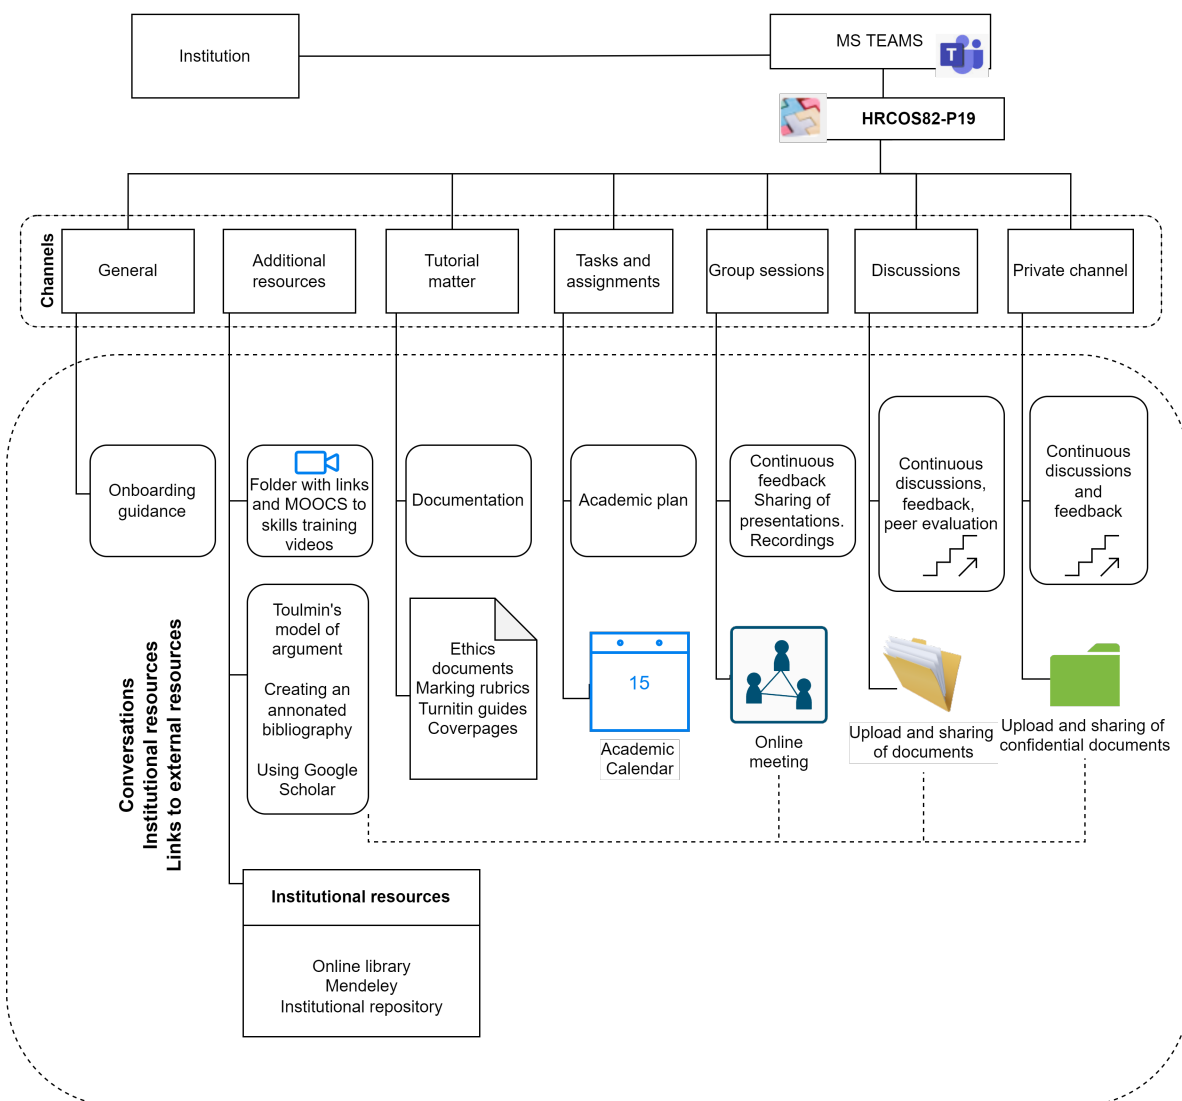 Institution
MS TEAMS
T
HRCOS82-P19
Channels
General
Additional
resources
Tutorial
matter
Tasks and
assignments
Group sessions
Discussions
Private channel
Onboarding
guidance
Folder with links
and MOOCS to
skills training
videos
Documentation
Academic plan
Continuous
feedback
Sharing of
presentations.
Recordings
Continuous
discussions,
feedback,
peer evaluation
Continuous
discussions
and
feedback
Conversations
Institutional resources
Links to external resources
Toulmin's
model of
argument
Creating an
annonated
bibliography
Using Google
Scholar
Ethics
documents
Marking rubrics
Turnitin guides
Coverpages
15
Academic
Calendar
Online
meeting
Upload and sharing
of documents
Upload and sharing of
confidential documents
Institutional resources
Online library
Mendeley
Institutional repository